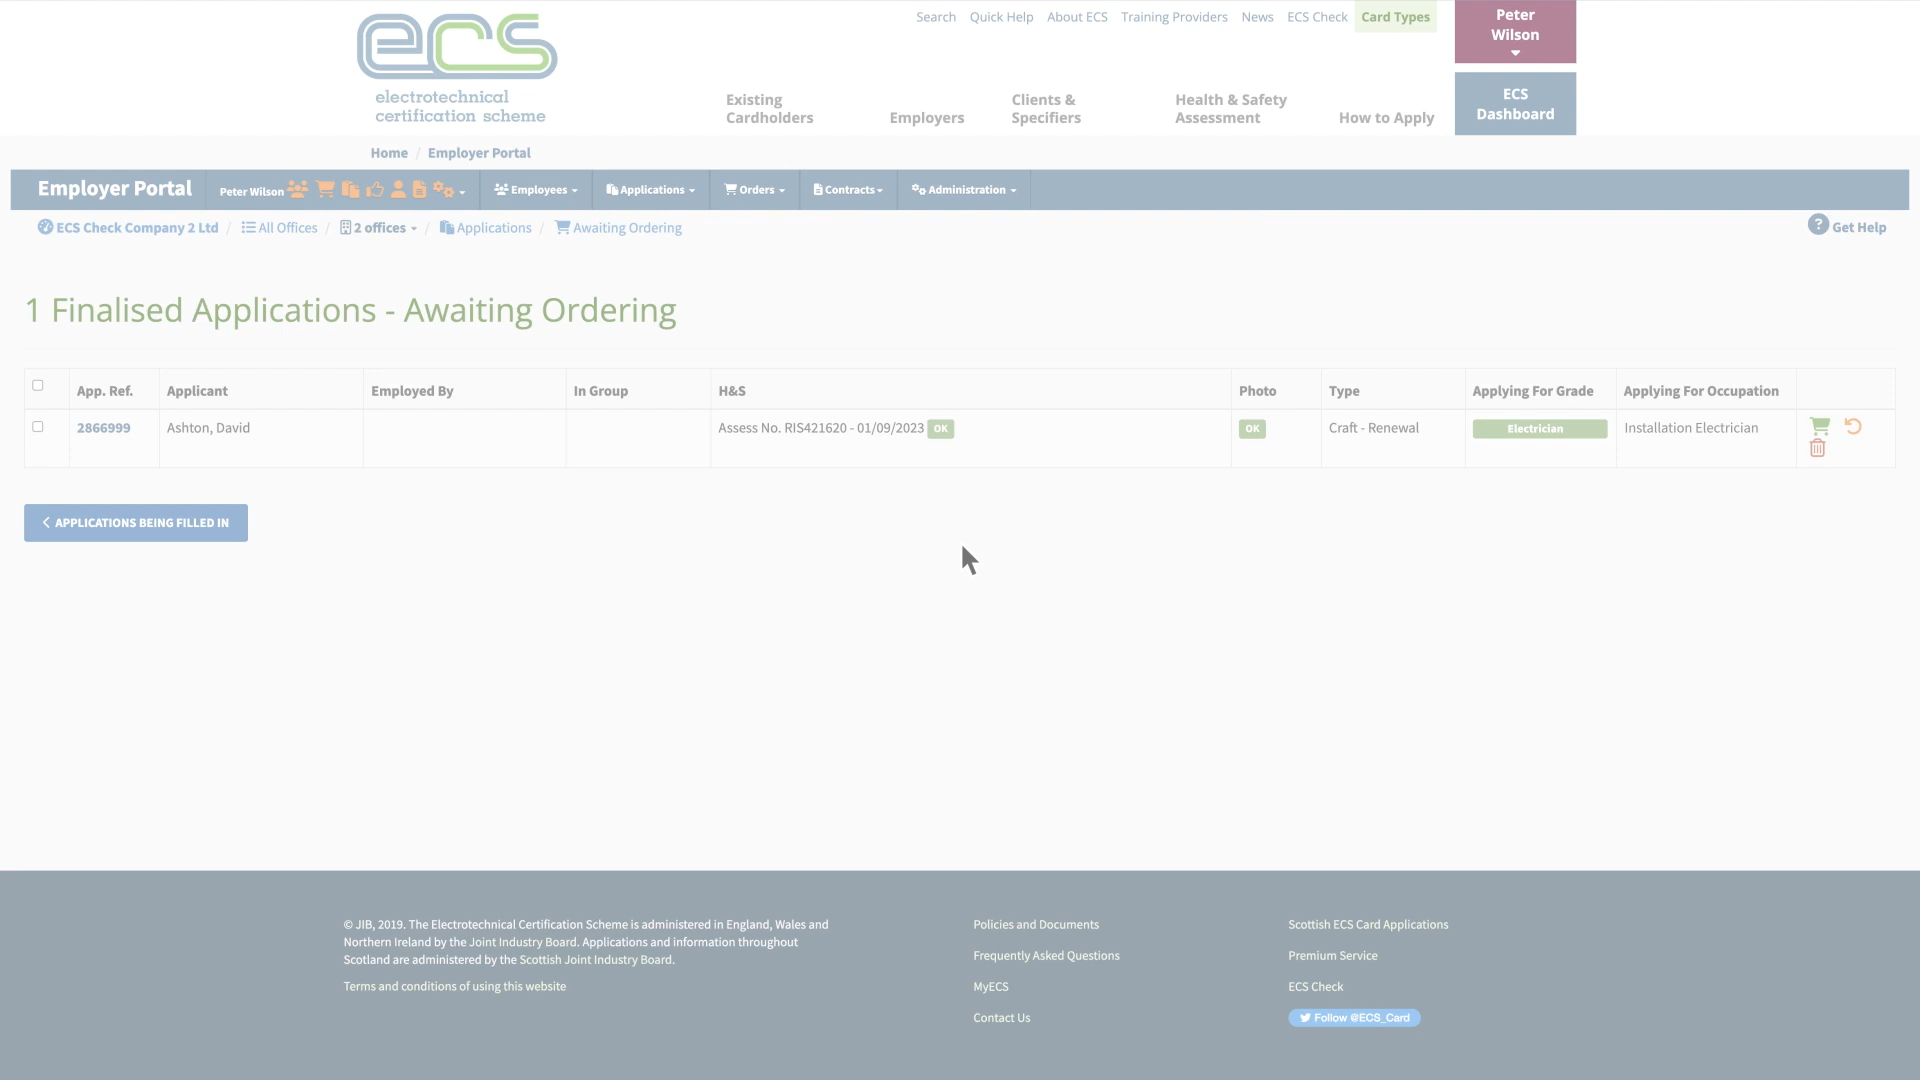 ecs
electrotechnical
certification scheme
Search Quick Help About ECS Training Providers News ECS Check Card Types
Peter
Wilson
Existing
Cardholders
Employers
Clients &
Specifiers
Health & Safety
Assessment
How to Apply
ECS
Dashboard
Home / Employer Portal
Employer Portal Peter Wilson Employees Applications Orders Contracts Administration
ECS Check Company 2 Ltd / All Offices / 2 offices / Applications / Awaiting Ordering
? Get Help
1 Finalised Applications - Awaiting Ordering
App. Ref. Applicant Employed By In Group H&S Photo Type Applying For Grade Applying For Occupation
2866999 Ashton, David Assess No. RIS421620 - 01/09/2023 OK OK Craft - Renewal Electrician Installation Electrician
APPLICATIONS BEING FILLED IN
© JIB, 2019. The Electrotechnical Certification Scheme is administered in England, Wales and
Northern Ireland by the Joint Industry Board. Applications and information throughout
Scotland are administered by the Scottish Joint Industry Board.
Terms and conditions of using this website
Policies and Documents
Frequently Asked Questions
MyECS
Contact Us
Scottish ECS Card Applications
Premium Service
ECS Check
Follow @ECS_Card